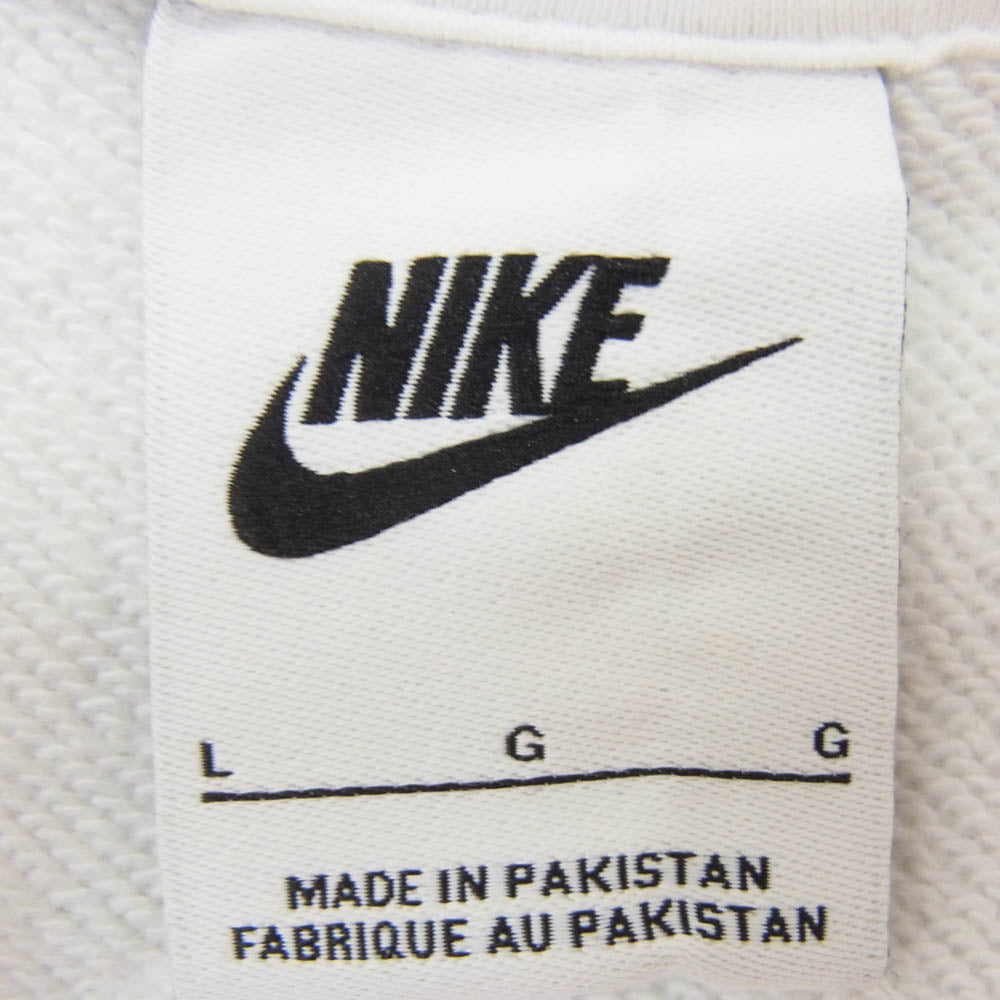 NIKE
L G G
MADE IN PAKISTAN
FABRIQUE AU PAKISTAN